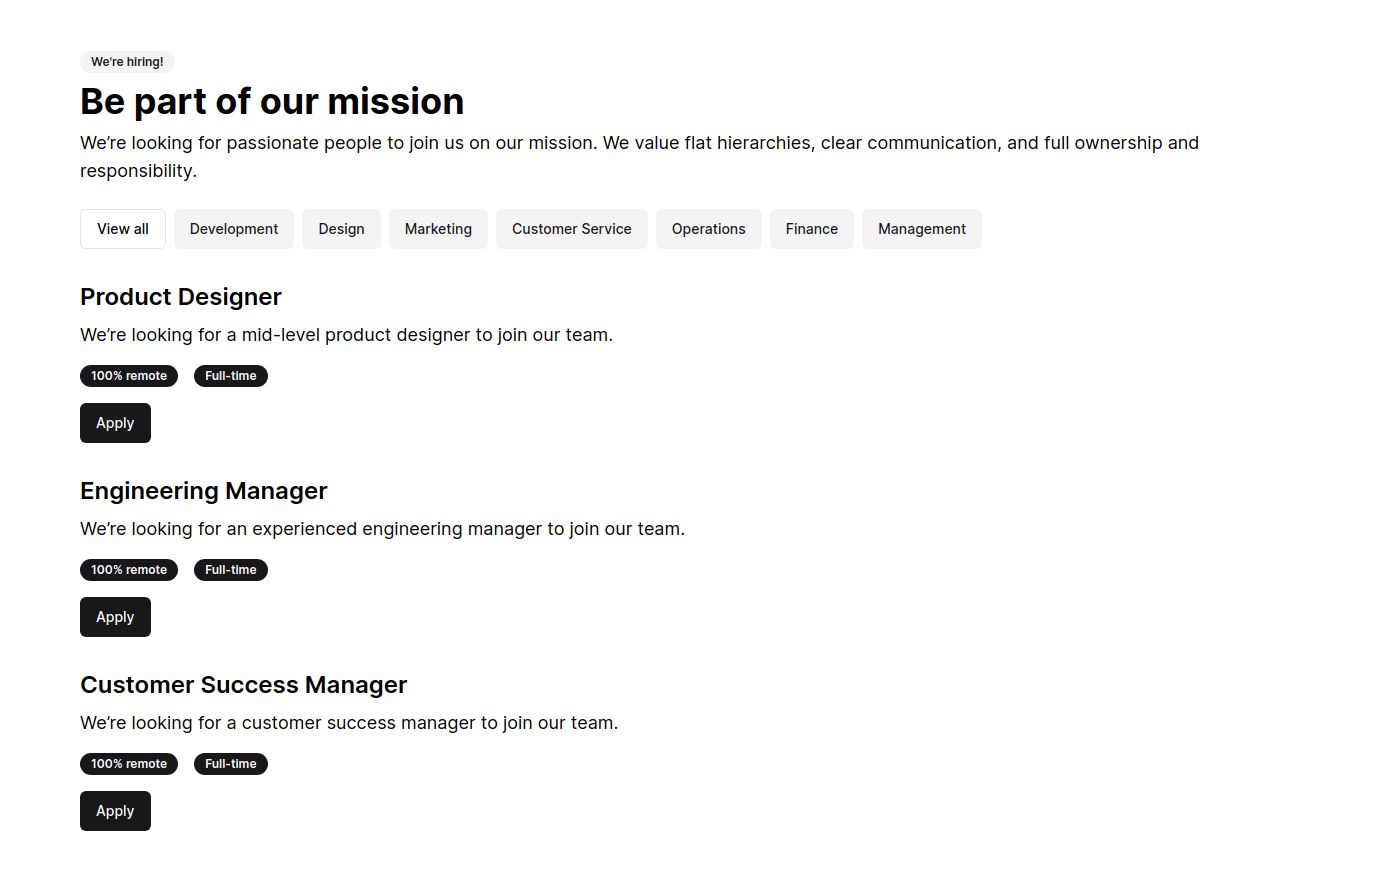 We're hiring!
Be part of our mission
We’re looking for passionate people to join us on our mission. We value flat hierarchies, clear communication, and full ownership and
responsibility.
View all Development Design Marketing Customer Service Operations Finance Management
Product Designer
We’re looking for a mid-level product designer to join our team.
100% remote Full-time
Apply
Engineering Manager
We’re looking for an experienced engineering manager to join our team.
100% remote Full-time
Apply
Customer Success Manager
We’re looking for a customer success manager to join our team.
100% remote Full-time
Apply